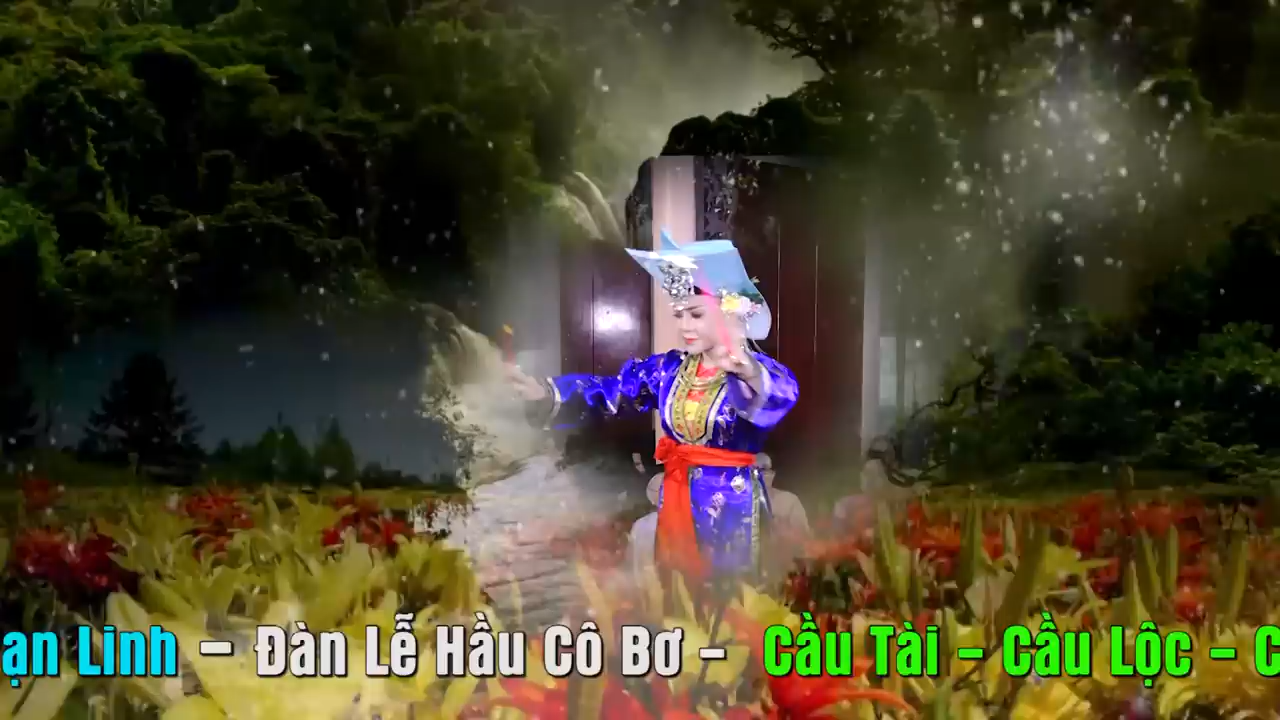 ạn Linh – Đàn Lễ Hầu Cô Bơ – Cầu Tài – Cầu Lộc – C